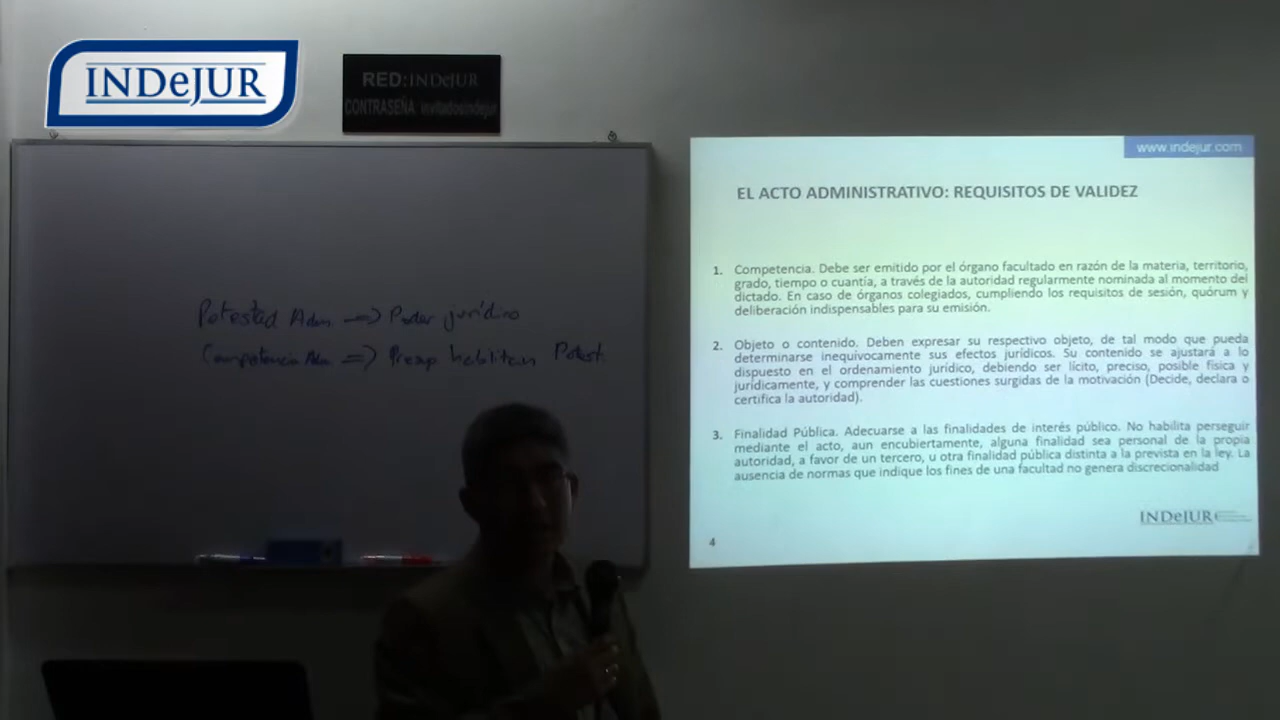 INDeJUR
RED:INDeJUR
CONTRASEÑA: invitadosindejur
Potestad Adm. => Poder jurídico
Competencia Adm. => Presup habilitan Potest.
www.indejur.com
EL ACTO ADMINISTRATIVO: REQUISITOS DE VALIDEZ
1. Competencia. Debe ser emitido por el órgano facultado en razón de la materia, territorio,
grado, tiempo o cuantía, a través de la autoridad regularmente nominada al momento del
dictado. En caso de órganos colegiados, cumpliendo los requisitos de sesión, quórum y
deliberación indispensables para su emisión.
2. Objeto o contenido. Deben expresar su respectivo objeto, de tal modo que pueda
determinarse inequívocamente sus efectos jurídicos. Su contenido se ajustará a lo
dispuesto en el ordenamiento jurídico, debiendo ser lícito, preciso, posible física y
jurídicamente, y comprender las cuestiones surgidas de la motivación (Decide, declara o
certifica la autoridad).
3. Finalidad Pública. Adecuarse a las finalidades de interés público. No habilita perseguir
mediante el acto, aun encubiertamente, alguna finalidad sea personal de la propia
autoridad, a favor de un tercero, u otra finalidad pública distinta a la prevista en la ley. La
ausencia de normas que indique los fines de una facultad no genera discrecionalidad
INDeJUR
4